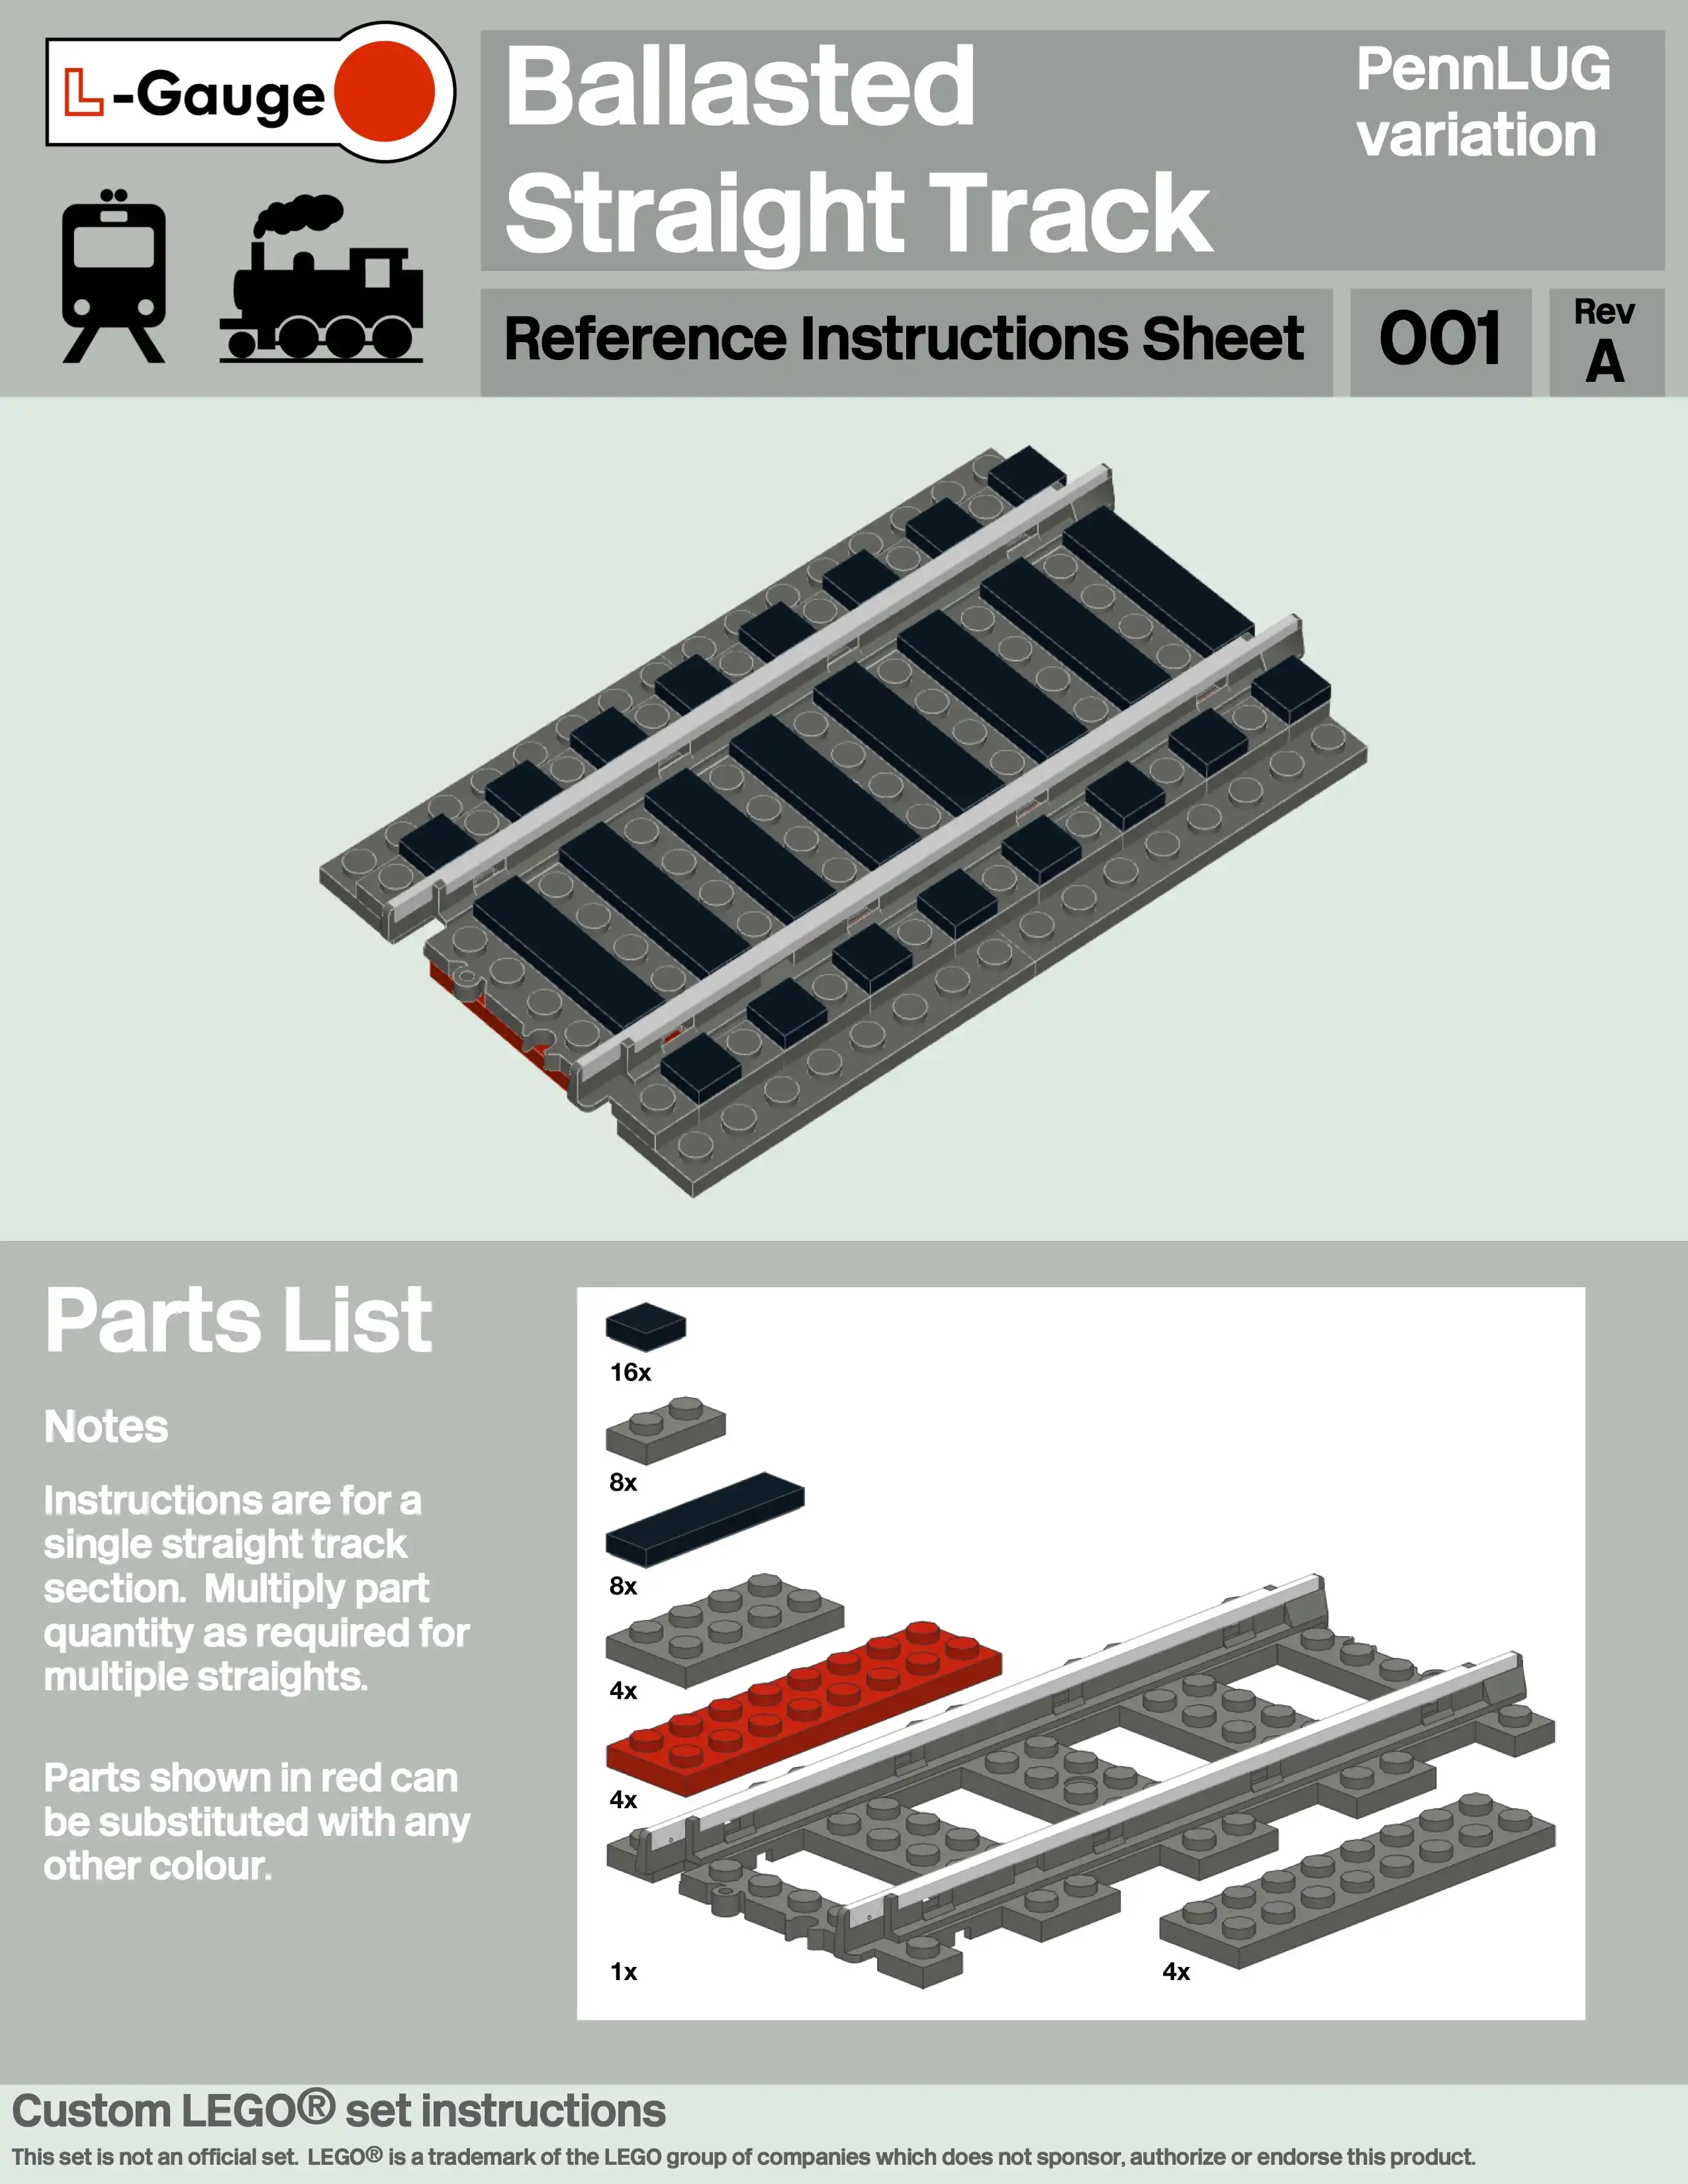 L-Gauge
Ballasted
Straight Track
PennLUG
variation
Reference Instructions Sheet
001
Rev
A
Parts List
Notes
Instructions are for a
single straight track
section.  Multiply part
quantity as required for
multiple straights.
Parts shown in red can
be substituted with any
other colour.
16x
8x
8x
4x
4x
1x
4x
Custom LEGO® set instructions
This set is not an official set.  LEGO® is a trademark of the LEGO group of companies which does not sponsor, authorize or endorse this product.